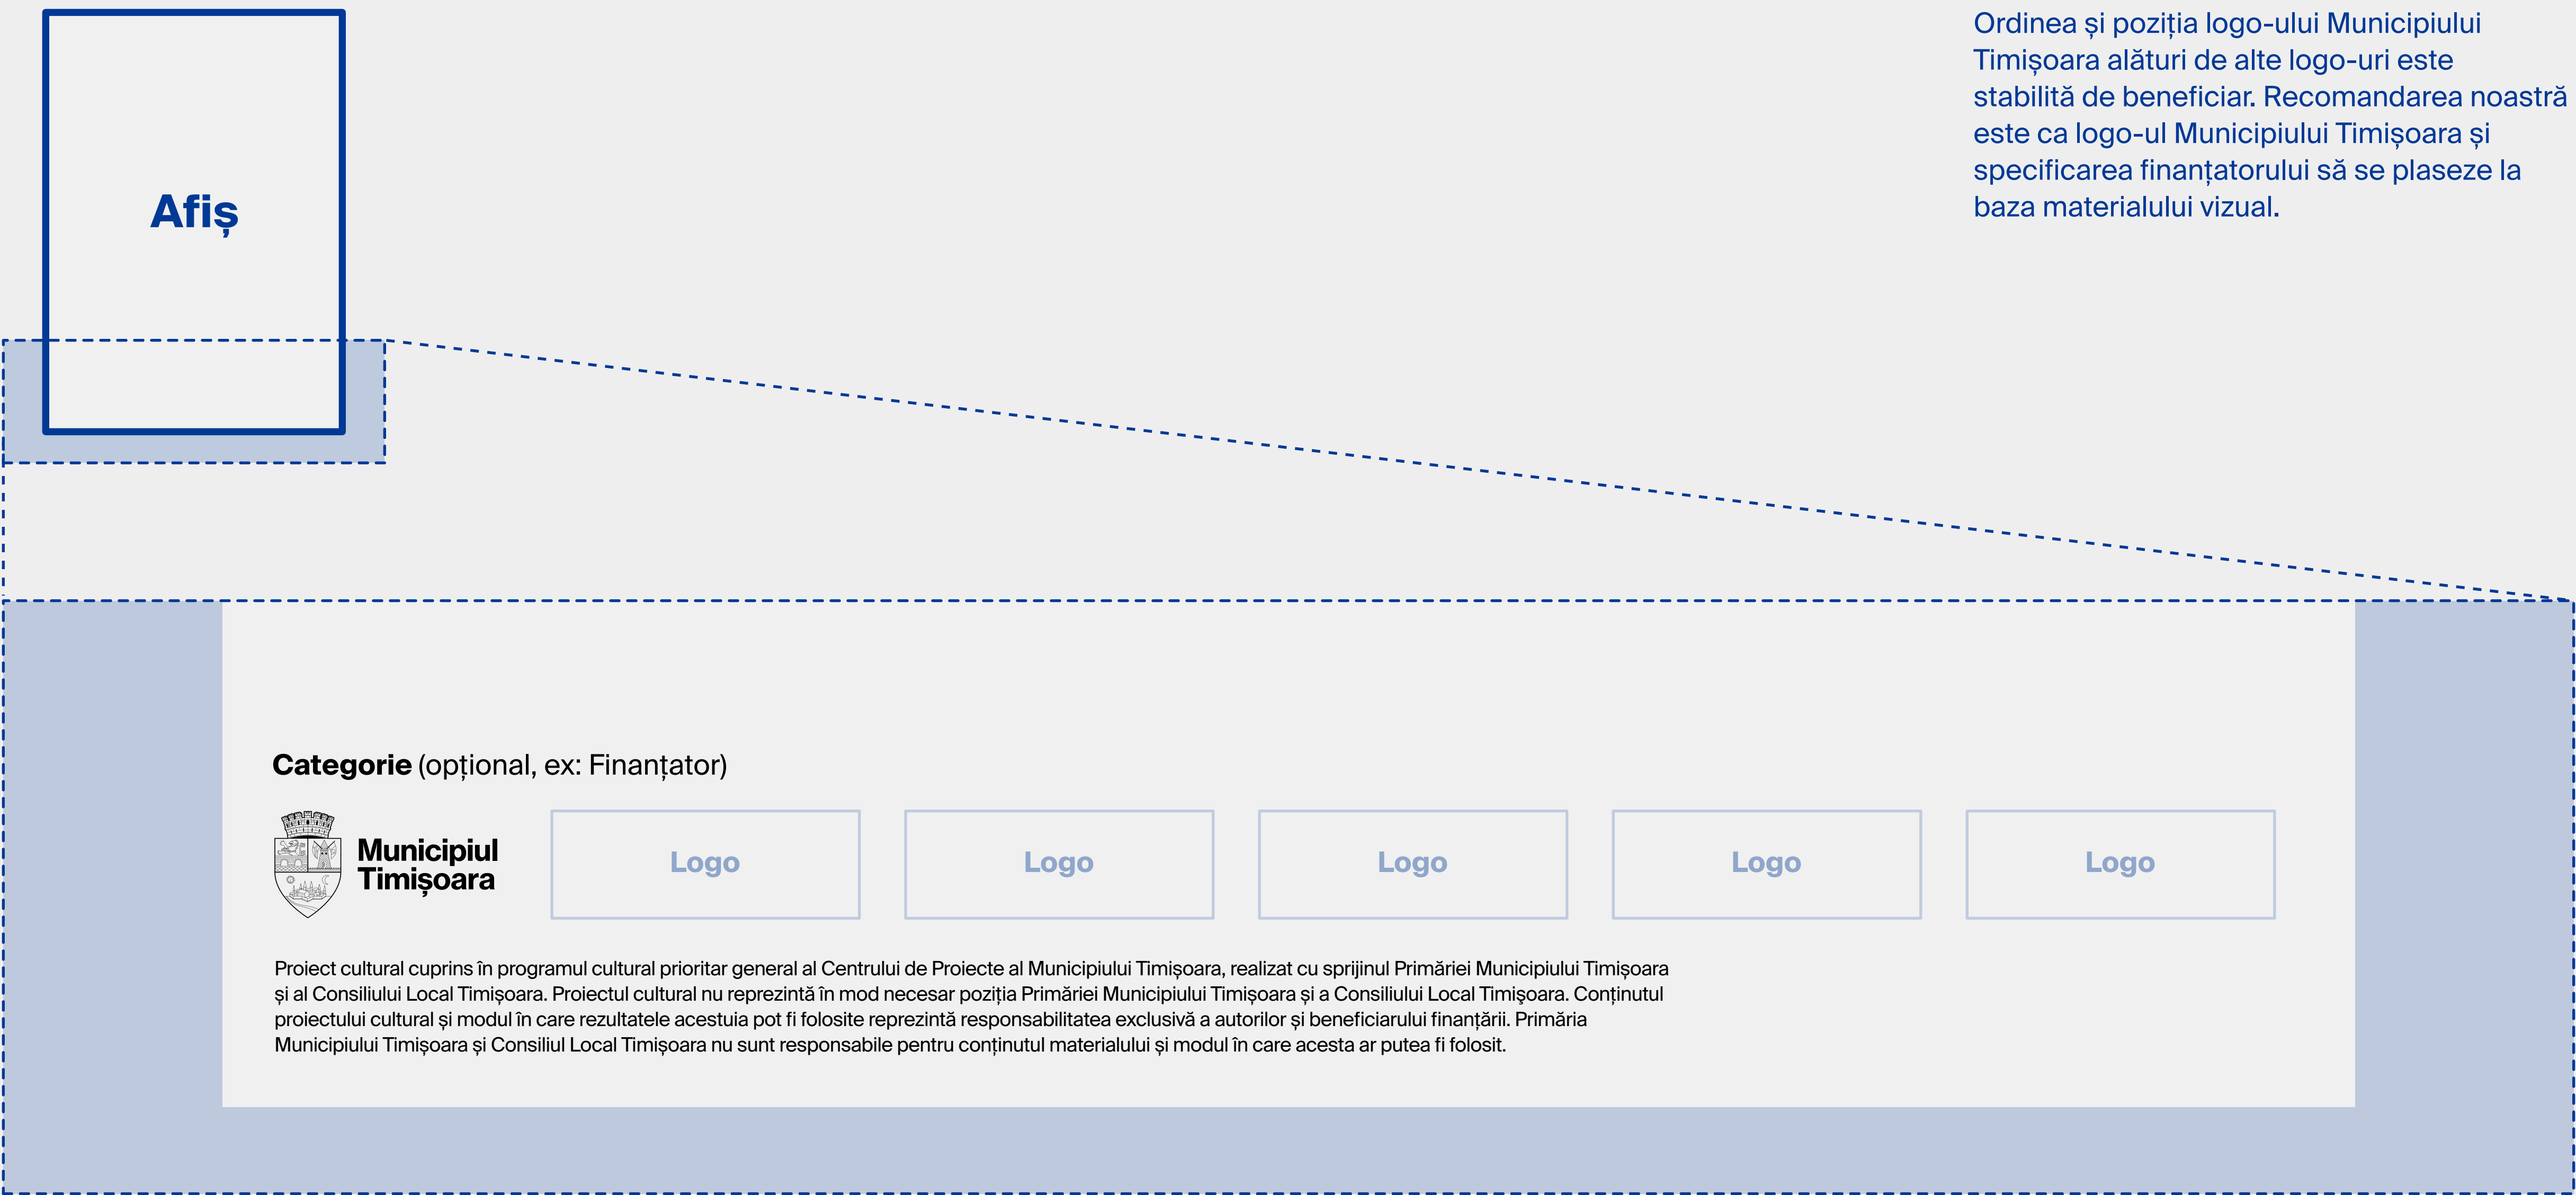 Afiș
Ordinea și poziția logo-ului Municipiului
Timișoara alături de alte logo-uri este
stabilită de beneficiar. Recomandarea noastră
este ca logo-ul Municipiului Timișoara și
specificarea finanțatorului să se plaseze la
baza materialului vizual.
Categorie (opțional, ex: Finanțator)
Municipiul
Timișoara
Logo
Logo
Logo
Logo
Logo
Proiect cultural cuprins în programul cultural prioritar general al Centrului de Proiecte al Municipiului Timișoara, realizat cu sprijinul Primăriei Municipiului Timișoara
și al Consiliului Local Timișoara. Proiectul cultural nu reprezintă în mod necesar poziția Primăriei Municipiului Timișoara și a Consiliului Local Timişoara. Conținutul
proiectului cultural și modul în care rezultatele acestuia pot fi folosite reprezintă responsabilitatea exclusivă a autorilor și beneficiarului finanțării. Primăria
Municipiului Timișoara și Consiliul Local Timișoara nu sunt responsabile pentru conținutul materialului și modul în care acesta ar putea fi folosit.